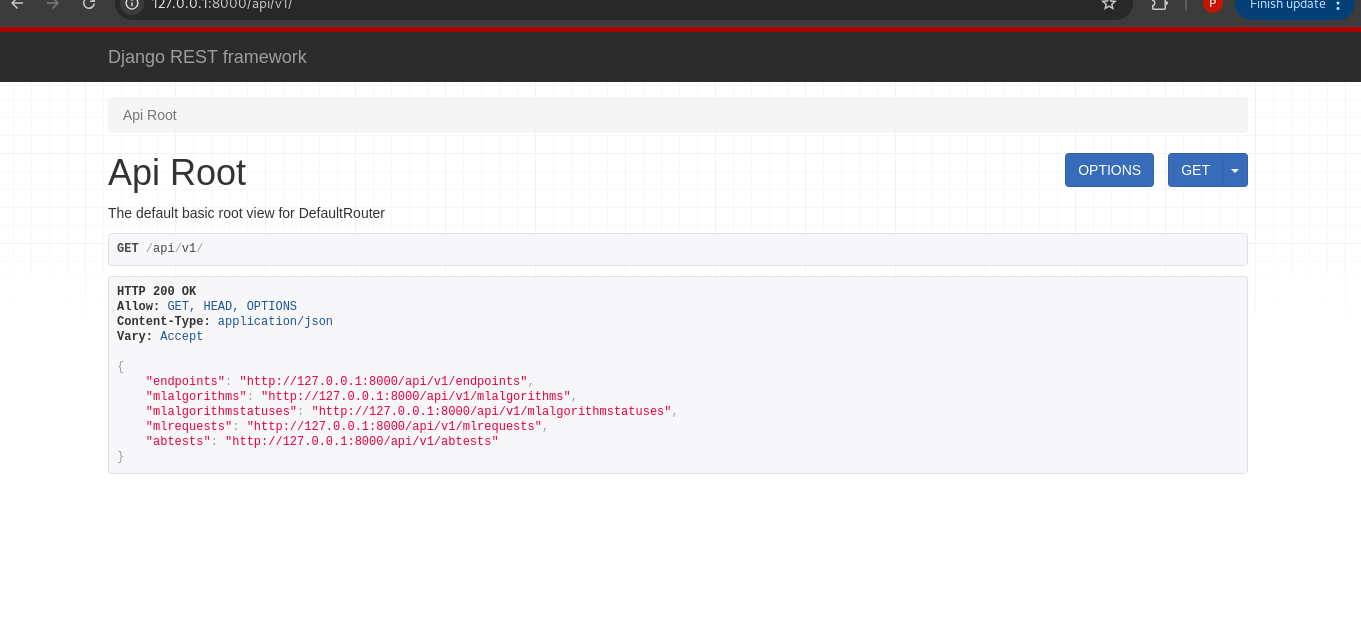 127.0.0.1:8000/api/v1/
P
Finish update
Django REST framework
Api Root
Api Root
OPTIONS
GET
The default basic root view for DefaultRouter
GET /api/v1/
HTTP 200 OK
Allow: GET, HEAD, OPTIONS
Content-Type: application/json
Vary: Accept
{
    "endpoints": "http://127.0.0.1:8000/api/v1/endpoints",
    "mlalgorithms": "http://127.0.0.1:8000/api/v1/mlalgorithms",
    "mlalgorithmstatuses": "http://127.0.0.1:8000/api/v1/mlalgorithmstatuses",
    "mlrequests": "http://127.0.0.1:8000/api/v1/mlrequests",
    "abtests": "http://127.0.0.1:8000/api/v1/abtests"
}